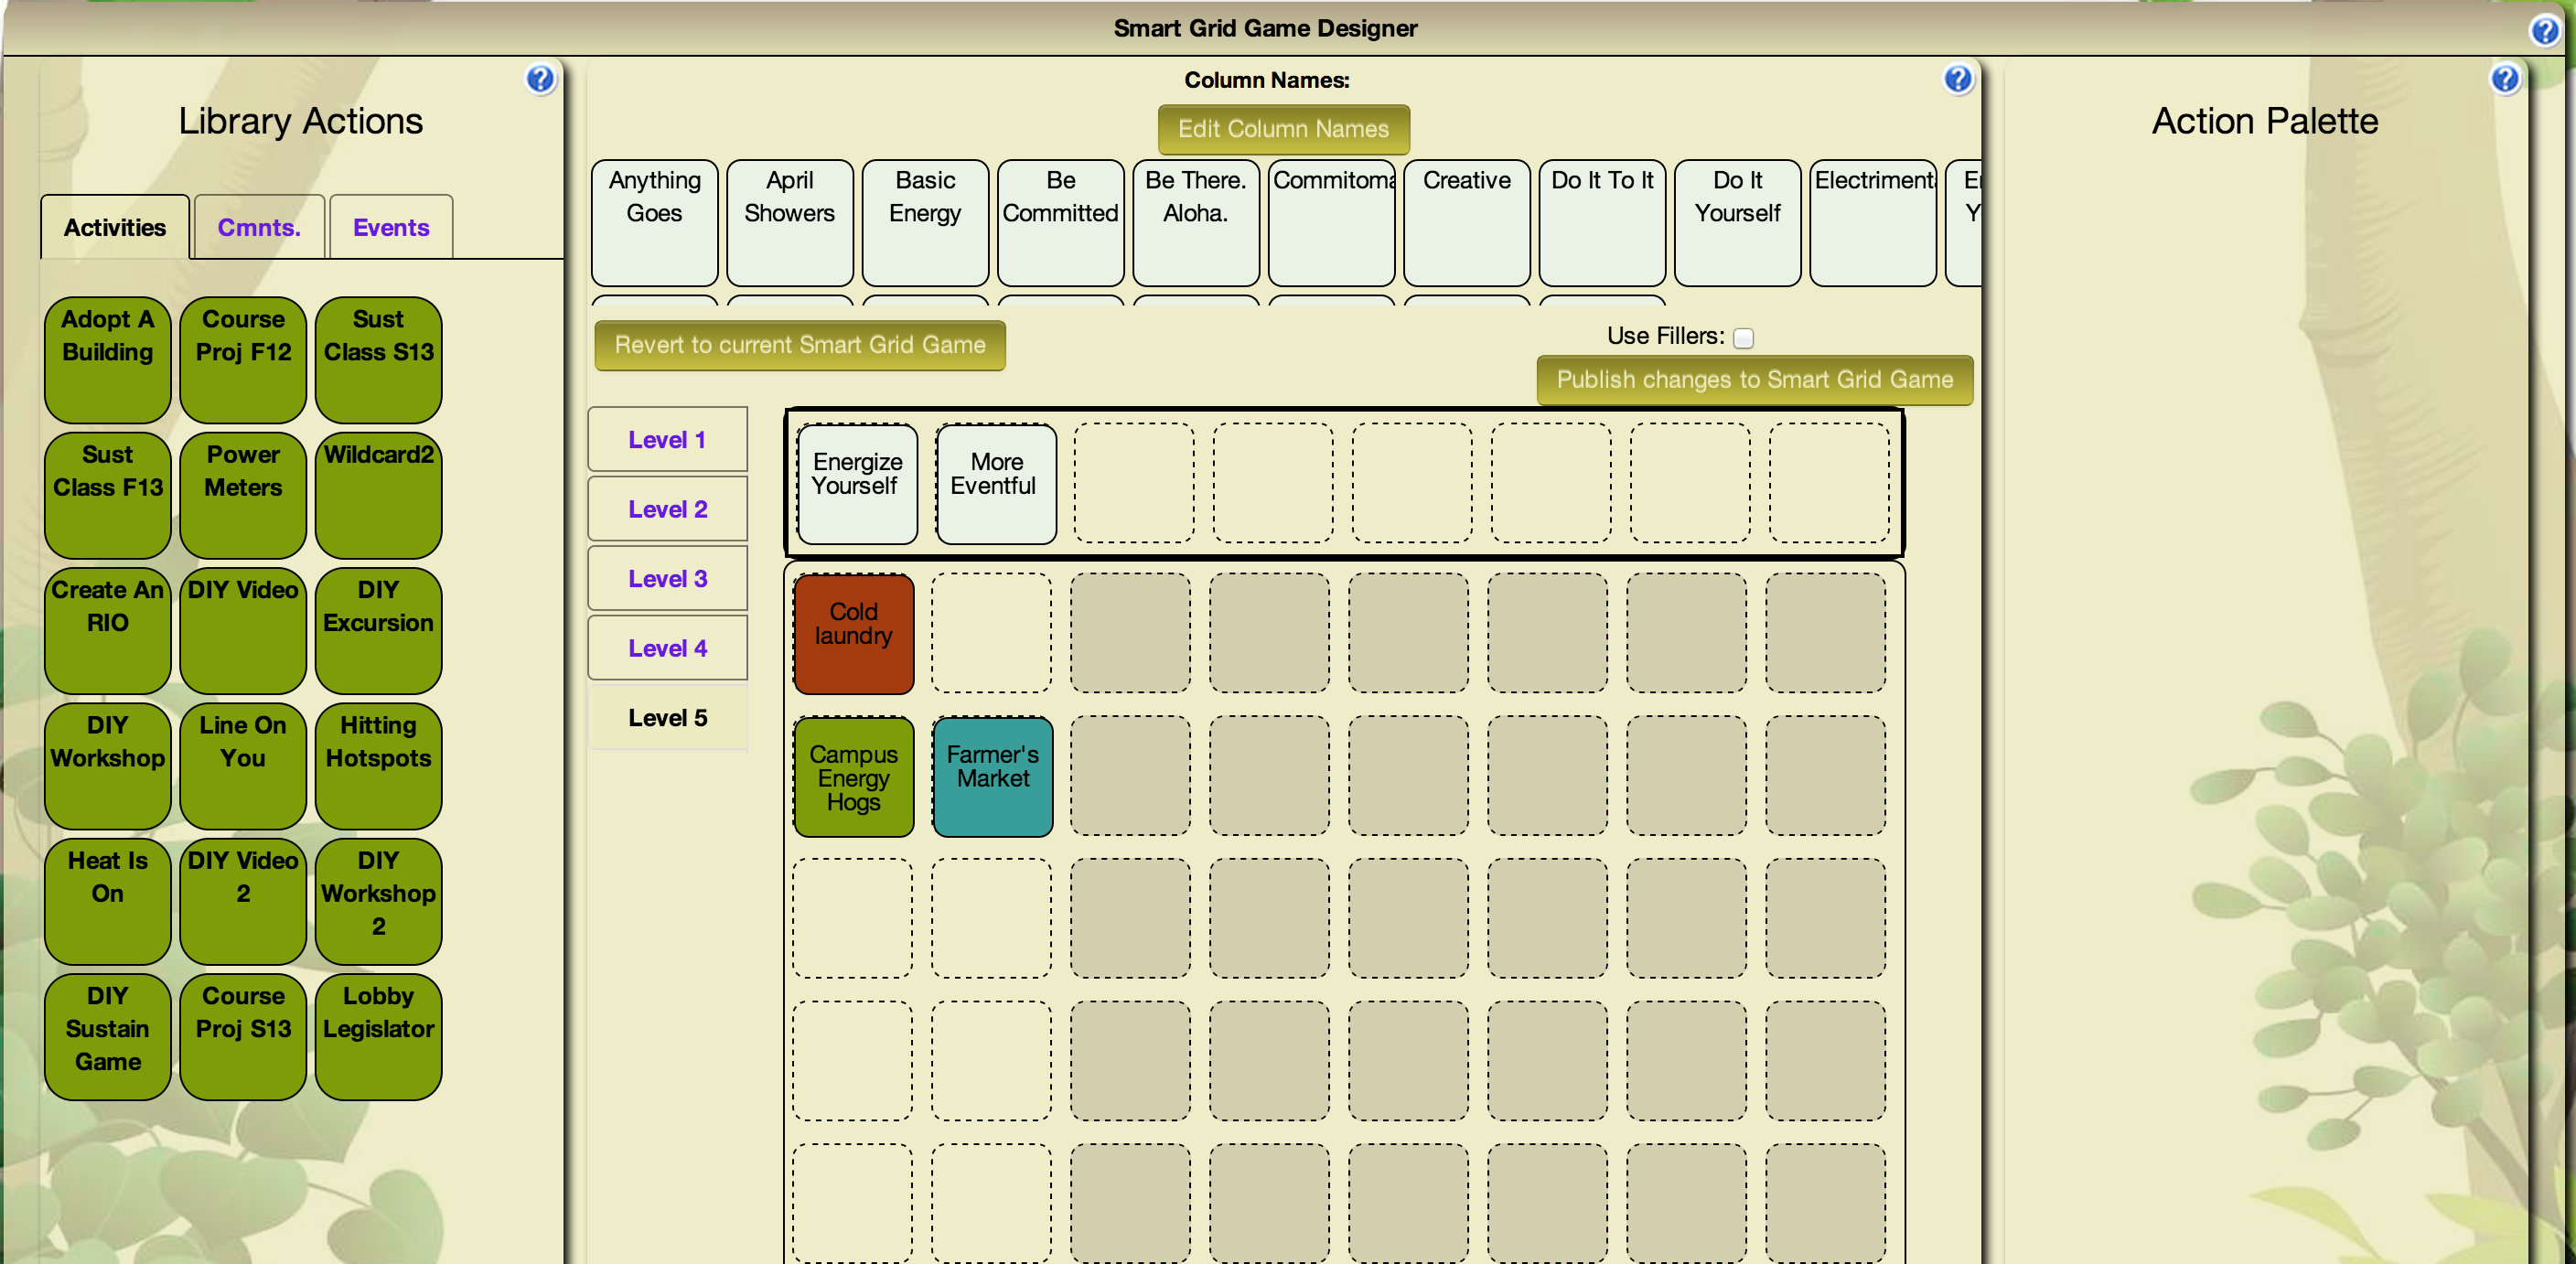 Smart Grid Game Designer
Library Actions
Activities
Cmnts.
Events
Adopt A
Building
Course
Proj F12
Sust
Class S13
Sust
Class F13
Power
Meters
Wildcard2
Create An
RIO
DIY Video
DIY
Excursion
DIY
Workshop
Line On
You
Hitting
Hotspots
Heat Is
On
DIY Video
2
DIY
Workshop
2
DIY
Sustain
Game
Course
Proj S13
Lobby
Legislator
Column Names:
Edit Column Names
Anything
Goes
April
Showers
Basic
Energy
Be
Committed
Be There.
Aloha.
Commitoma
Creative
Do It To It
Do It
Yourself
Electriment
Revert to current Smart Grid Game
Use Fillers:
Publish changes to Smart Grid Game
Level 1
Level 2
Level 3
Level 4
Level 5
Energize
Yourself
More
Eventful
Cold
laundry
Campus
Energy
Hogs
Farmer's
Market
Action Palette